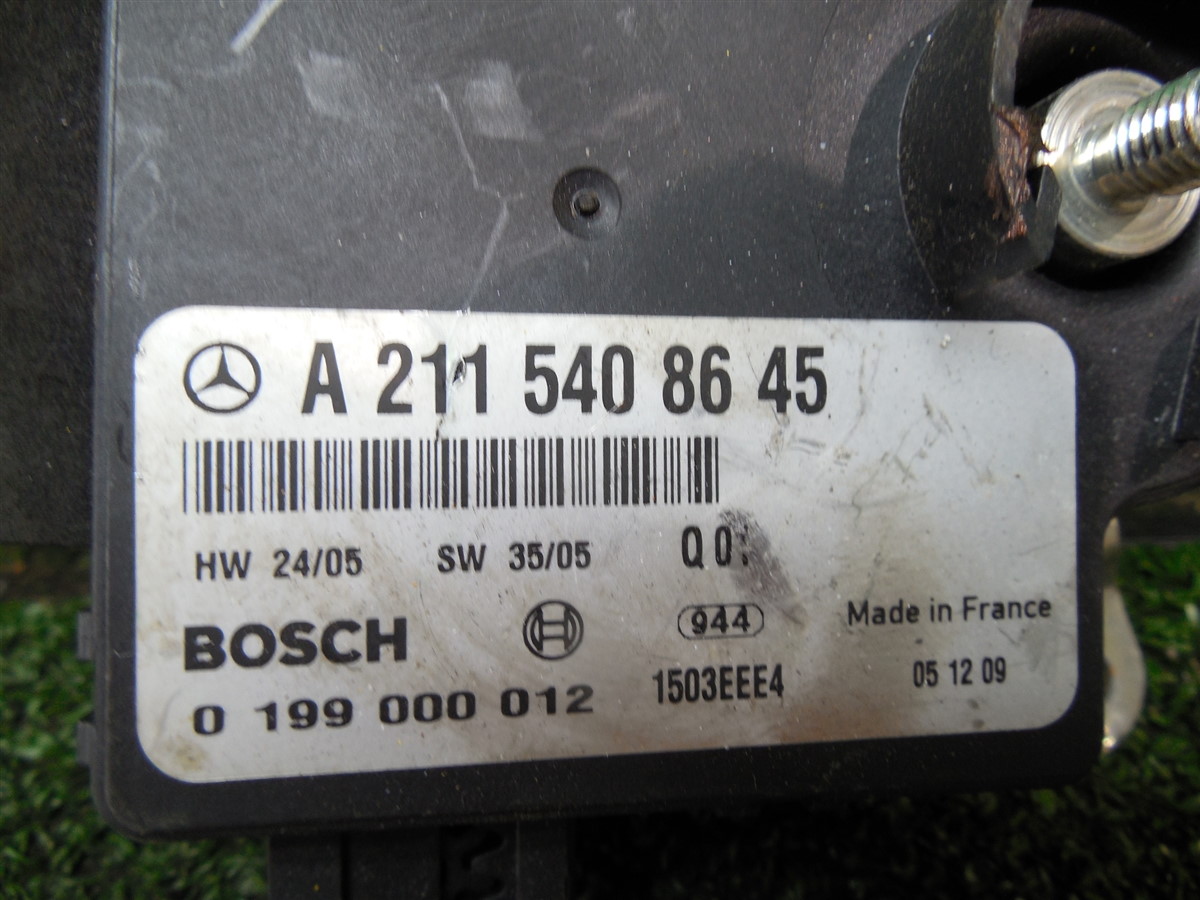 A 211 540 86 45
HW 24/05 SW 35/05
BOSCH 944 Made in France
0 199 000 012 1503EEE4 05 12 09